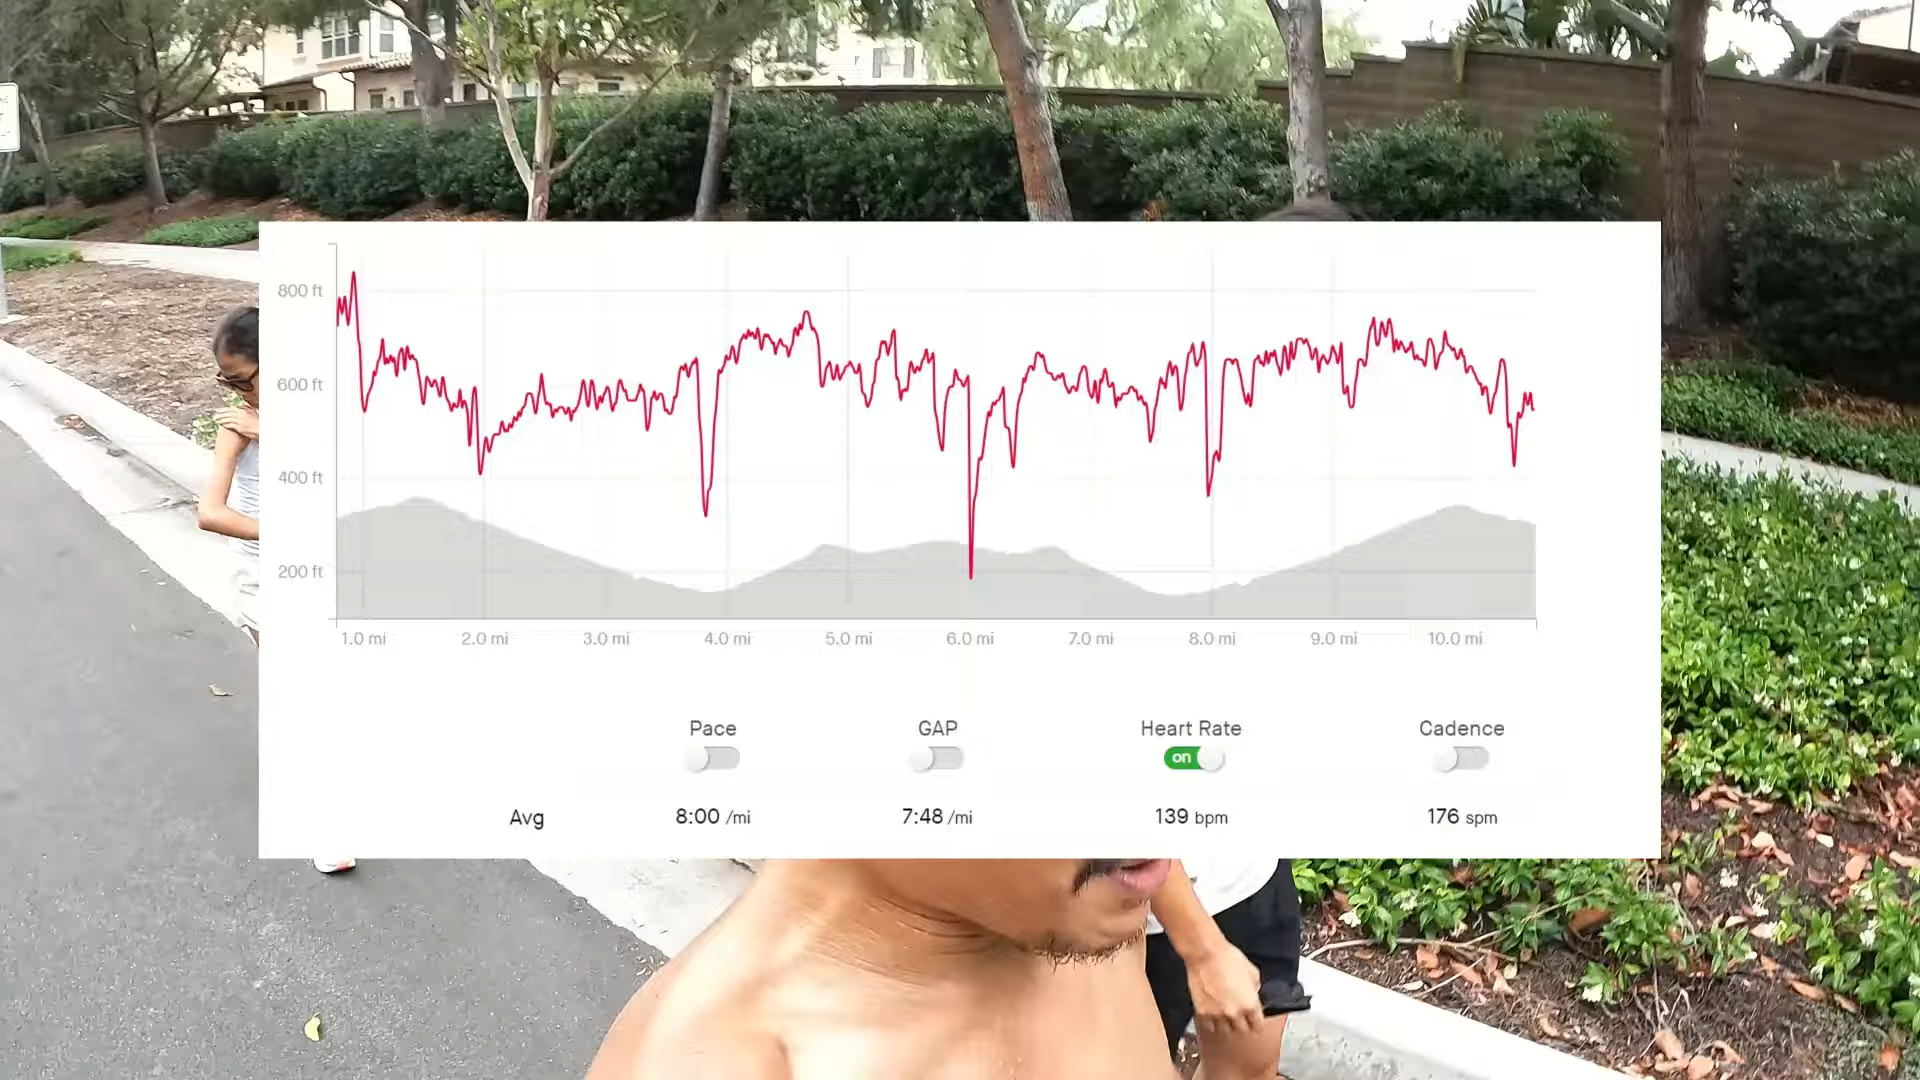 800 ft
600 ft
400 ft
200 ft
1.0 mi 2.0 mi 3.0 mi 4.0 mi 5.0 mi 6.0 mi 7.0 mi 8.0 mi 9.0 mi 10.0 mi
Pace GAP Heart Rate Cadence
on
Avg 8:00 /mi 7:48 /mi 139 bpm 176 spm